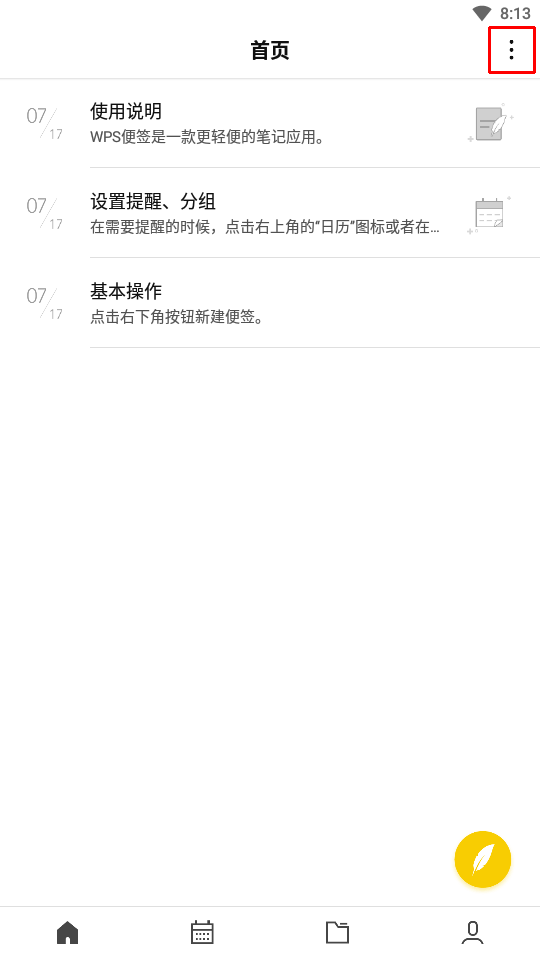 8:13
首页
07/17
使用说明
WPS便签是一款更轻便的笔记应用。
07/17
设置提醒、分组
在需要提醒的时候，点击右上角的“日历”图标或者在...
07/17
基本操作
点击右下角按钮新建便签。